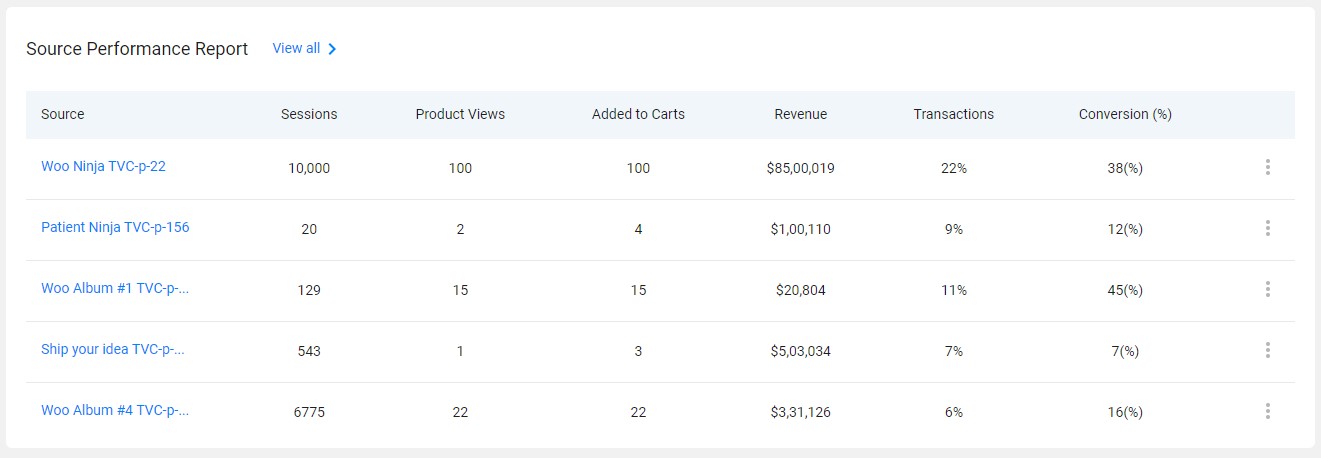 Source Performance Report View all
Source Sessions Product Views Added to Carts Revenue Transactions Conversion (%)
Woo Ninja TVC-p-22 10,000 100 100 $85,00,019 22% 38(%)
Patient Ninja TVC-p-156 20 2 4 $1,00,110 9% 12(%)
Woo Album #1 TVC-p-... 129 15 15 $20,804 11% 45(%)
Ship your idea TVC-p-... 543 1 3 $5,03,034 7% 7(%)
Woo Album #4 TVC-p-... 6775 22 22 $3,31,126 6% 16(%)